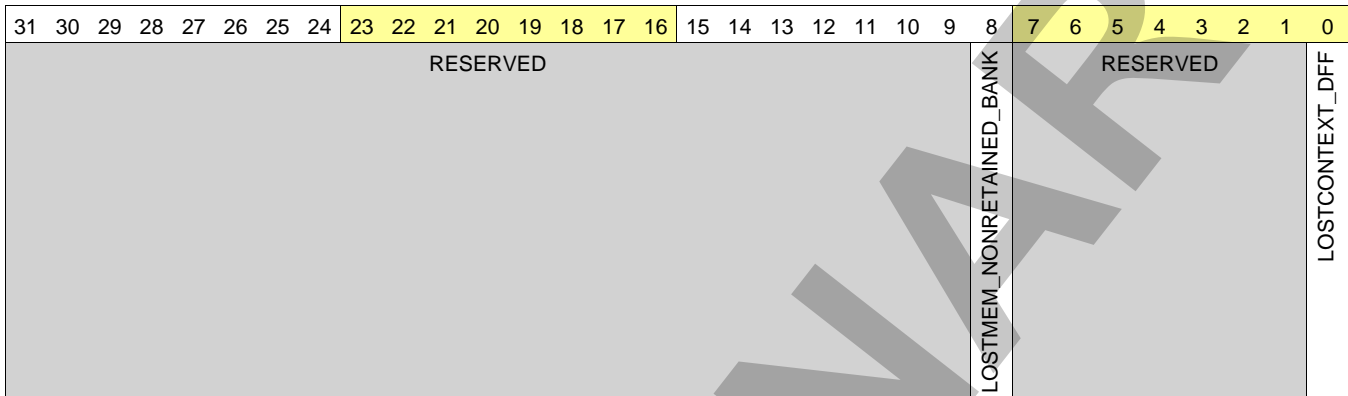 31 30 29 28 27 26 25 24 23 22 21 20 19 18 17 16 15 14 13 12 11 10 9 8 7 6 5 4 3 2 1 0
RESERVED
LOSTMEM_NONRETAINED_BANK
RESERVED
LOSTCONTEXT_DFF